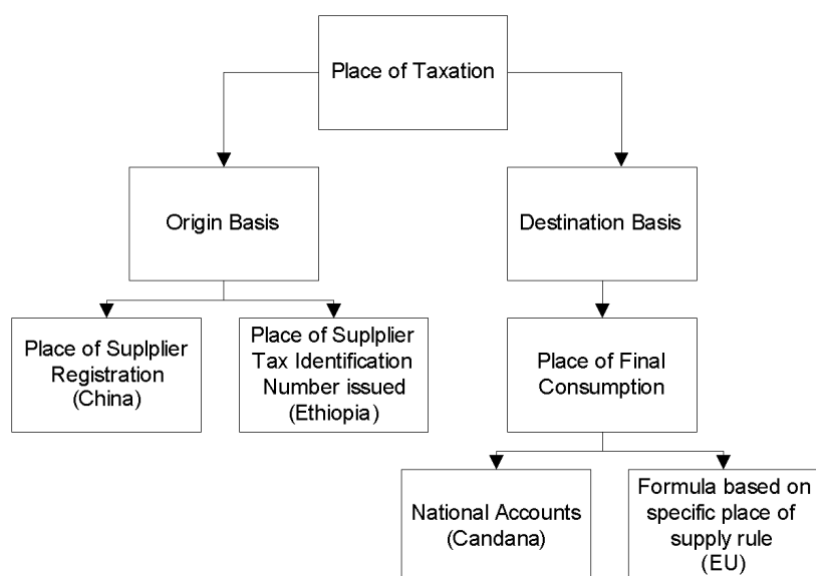 Place of Taxation
Origin Basis
Destination Basis
Place of Suplplier
Registration
(China)
Place of Suplplier
Tax Identification
Number issued
(Ethiopia)
Place of Final
Consumption
National Accounts
(Candana)
Formula based on
specific place of
supply rule
(EU)